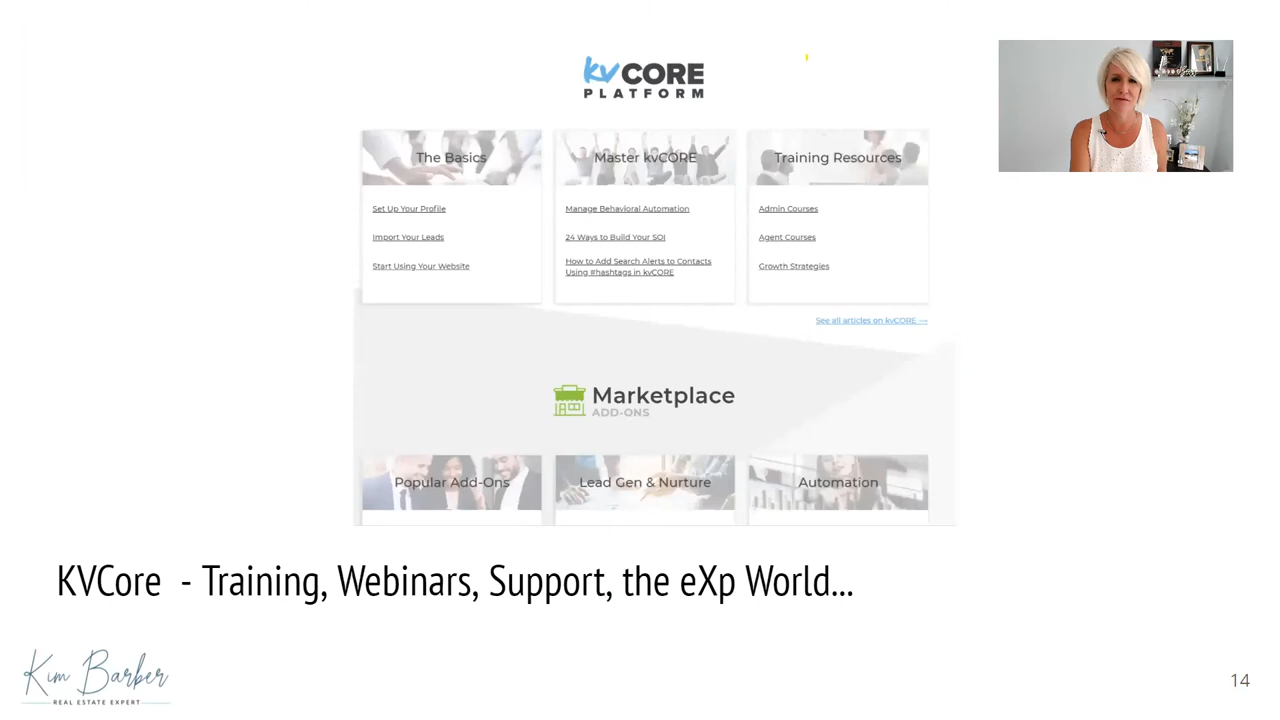 kvCORE
PLATFORM
The Basics
Master kvCORE
Training Resources
Set Up Your Profile
Import Your Leads
Start Using Your Website
Manage Behavioral Automation
24 Ways to Build Your SOI
How to Add Search Alerts to Contacts
Using #hashtags in kvCORE
Admin Courses
Agent Courses
Growth Strategies
See all articles on kvCORE →
Marketplace
ADD-ONS
Popular Add-Ons
Lead Gen & Nurture
Automation
KVCore - Training, Webinars, Support, the eXp World...
Kim Barber
REAL ESTATE EXPERT
14